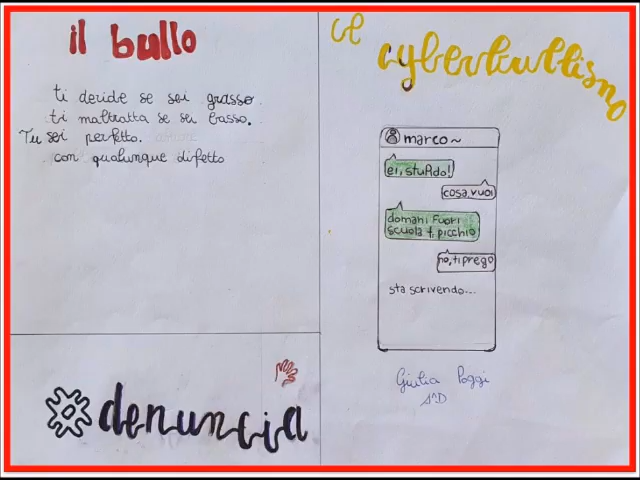 il bullo
ti deride se sei grasso.
ti maltratta se sei basso.
Tu sei perfetto.
con qualunque difetto
#denuncia
il cyberbullismo
marco~
ei, stupido!
cosa vuoi
domani fuori
scuola ti picchio
no, ti prego
sta scrivendo...
Giulia Poggi
1^D